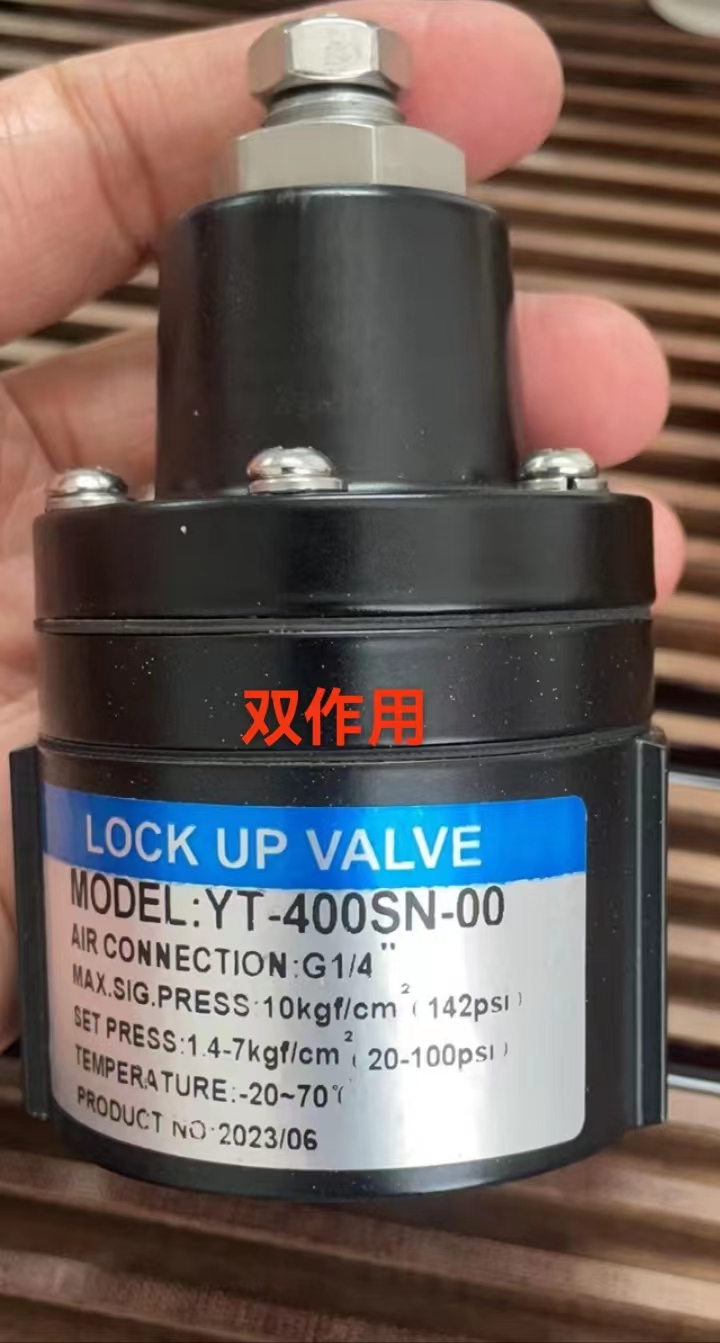 双作用
LOCK UP VALVE
MODEL:YT-400SN-00
AIR CONNECTION:G1/4"
MAX.SIG.PRESS:10kgf/cm²(142psi)
SET PRESS:1.4-7kgf/cm²(20-100psi)
TEMPERATURE:-20~70℃
PRODUCT NO:2023/06